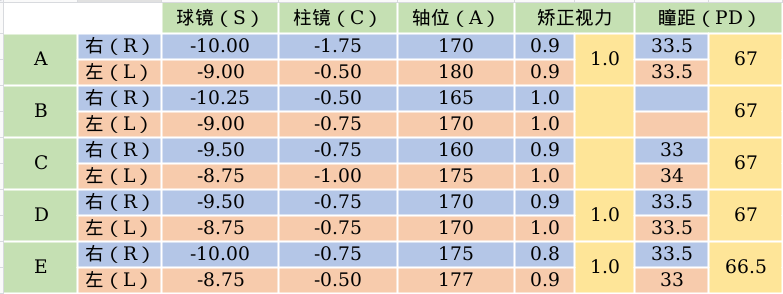 球镜（S） 柱镜（C） 轴位（A） 矫正视力 瞳距（PD）
A 右（R） -10.00 -1.75 170 0.9 1.0 33.5 67
左（L） -9.00 -0.50 180 0.9 33.5
B 右（R） -10.25 -0.50 165 1.0 67
左（L） -9.00 -0.75 170 1.0
C 右（R） -9.50 -0.75 160 0.9 33 67
左（L） -8.75 -1.00 175 1.0 34
D 右（R） -9.50 -0.75 170 0.9 1.0 33.5 67
左（L） -8.75 -0.75 170 1.0 33.5
E 右（R） -10.00 -0.75 175 0.8 1.0 33.5 66.5
左（L） -8.75 -0.50 177 0.9 33